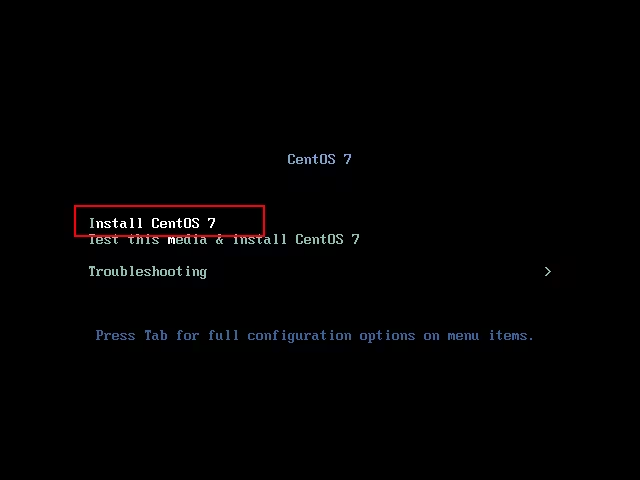 CentOS 7
Install CentOS 7
Test this media & install CentOS 7
Troubleshooting >
Press Tab for full configuration options on menu items.